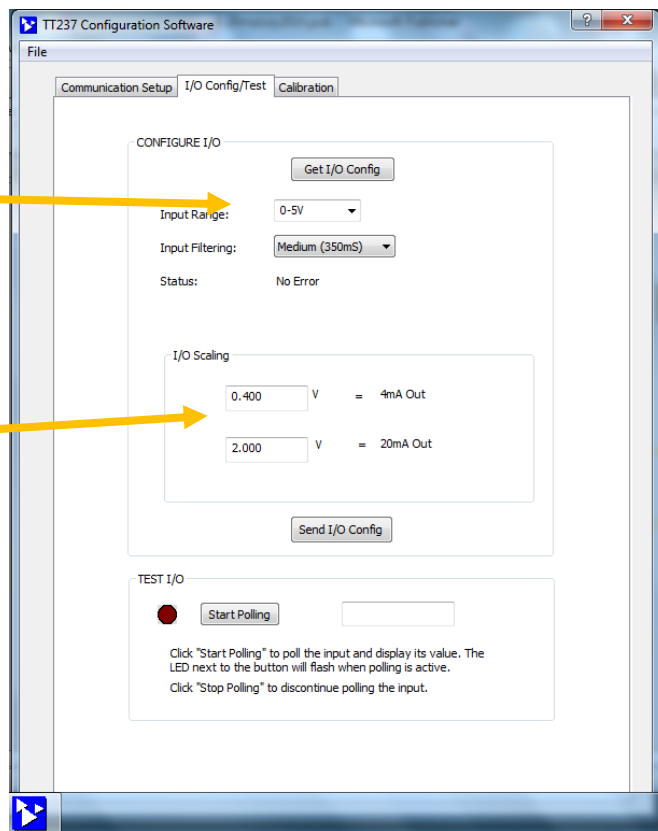 TT237 Configuration Software
? X
File
Communication Setup I/O Config/Test Calibration
CONFIGURE I/O
Get I/O Config
Input Range: 0-5V
Input Filtering: Medium (350mS)
Status: No Error
I/O Scaling
0.400 V = 4mA Out
2.000 V = 20mA Out
Send I/O Config
TEST I/O
Start Polling
Click "Start Polling" to poll the input and display its value. The
LED next to the button will flash when polling is active.
Click "Stop Polling" to discontinue polling the input.